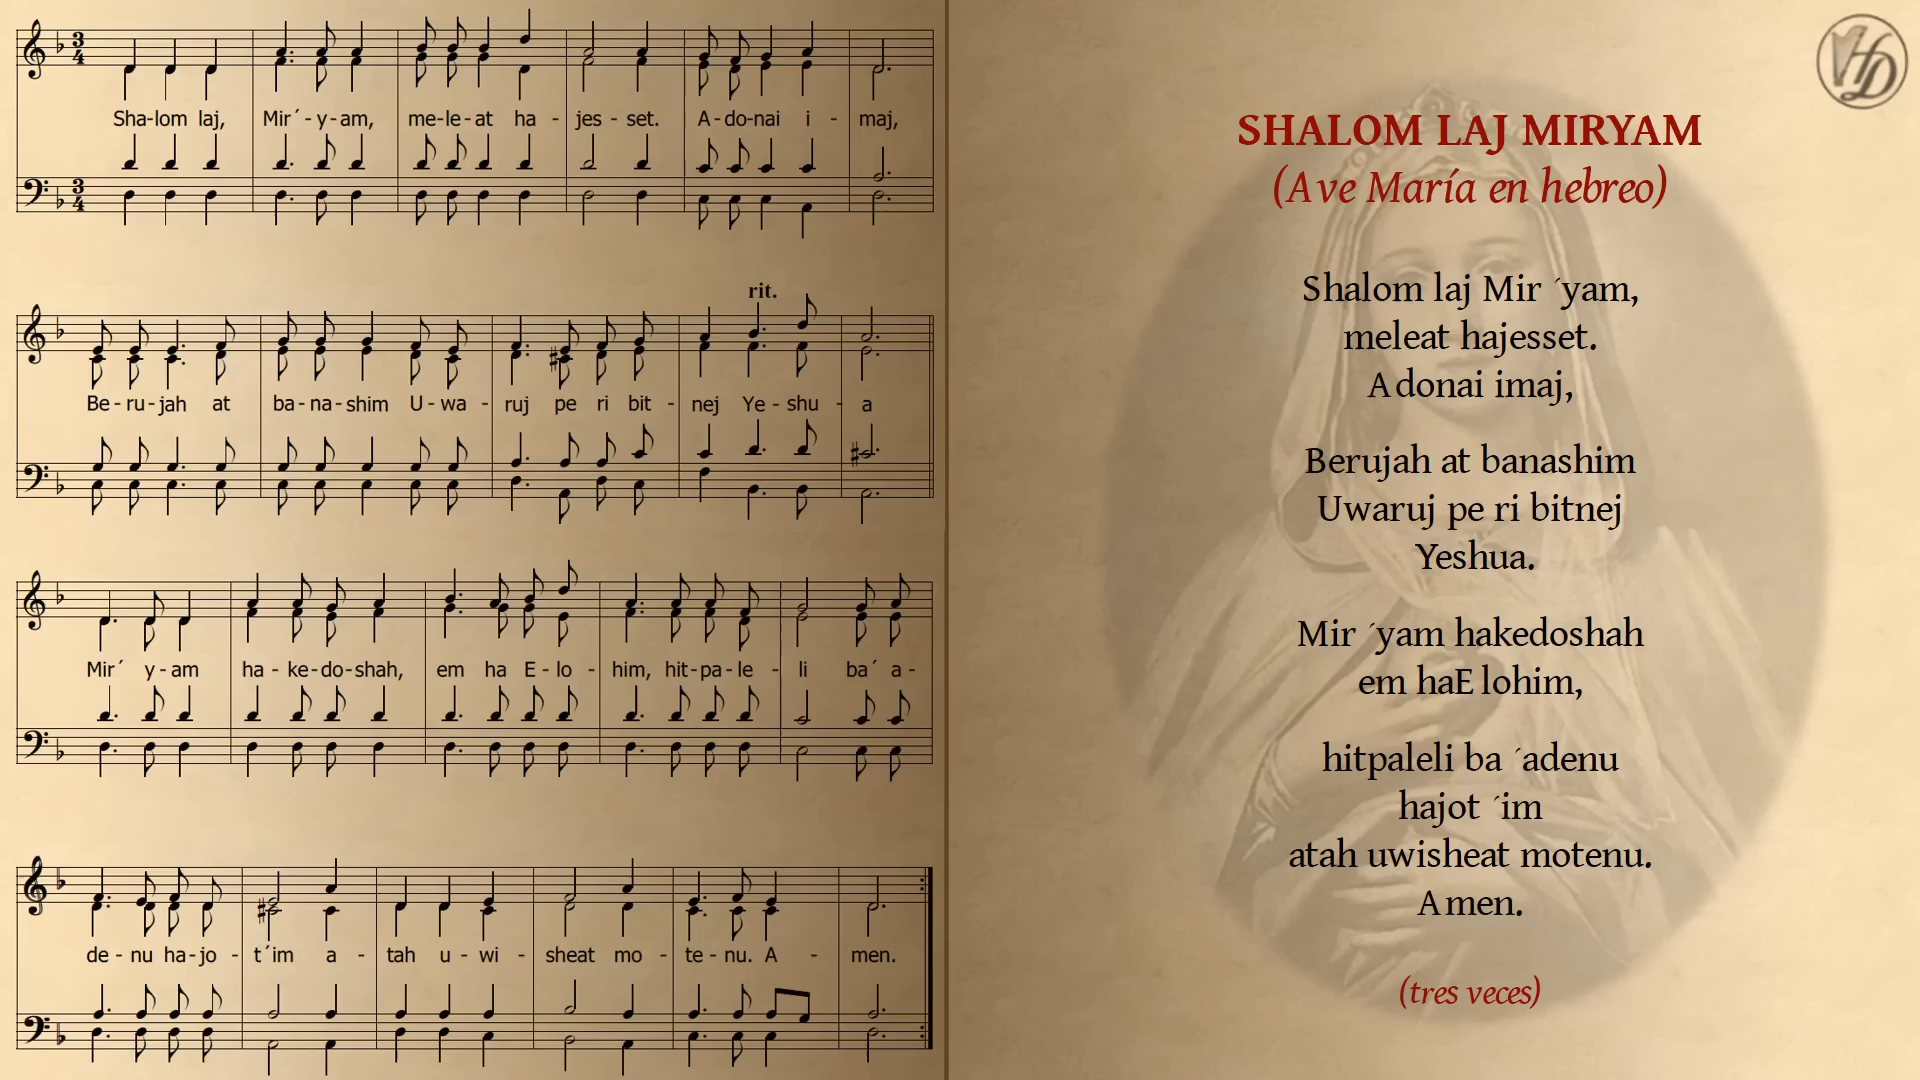 3 4
Sha-lom laj, Mir´-y-am, me-le-at ha - jes - set. A-do-nai i - maj,
3 4
rit.
Be-ru-jah at ba-na-shim U-wa - ruj pe ri bit - nej Ye - shu - a
Mir´ y-am ha-ke-do-shah, em ha E-lo - him, hit-pa-le - li ba´ a-
de-nu ha-jo - t´im a - tah u - wi - sheat mo - te - nu. A - men.
HD
SHALOM LAJ MIRYAM
(Ave María en hebreo)
Shalom laj Mir ´yam,
meleat hajesset.
Adonai imaj,
Berujah at banashim
Uwaruj pe ri bitnej
Yeshua.
Mir ´yam hakedoshah
em haElohim,
hitpaleli ba ´adenu
hajot ´im
atah uwisheat motenu.
Amen.
(tres veces)